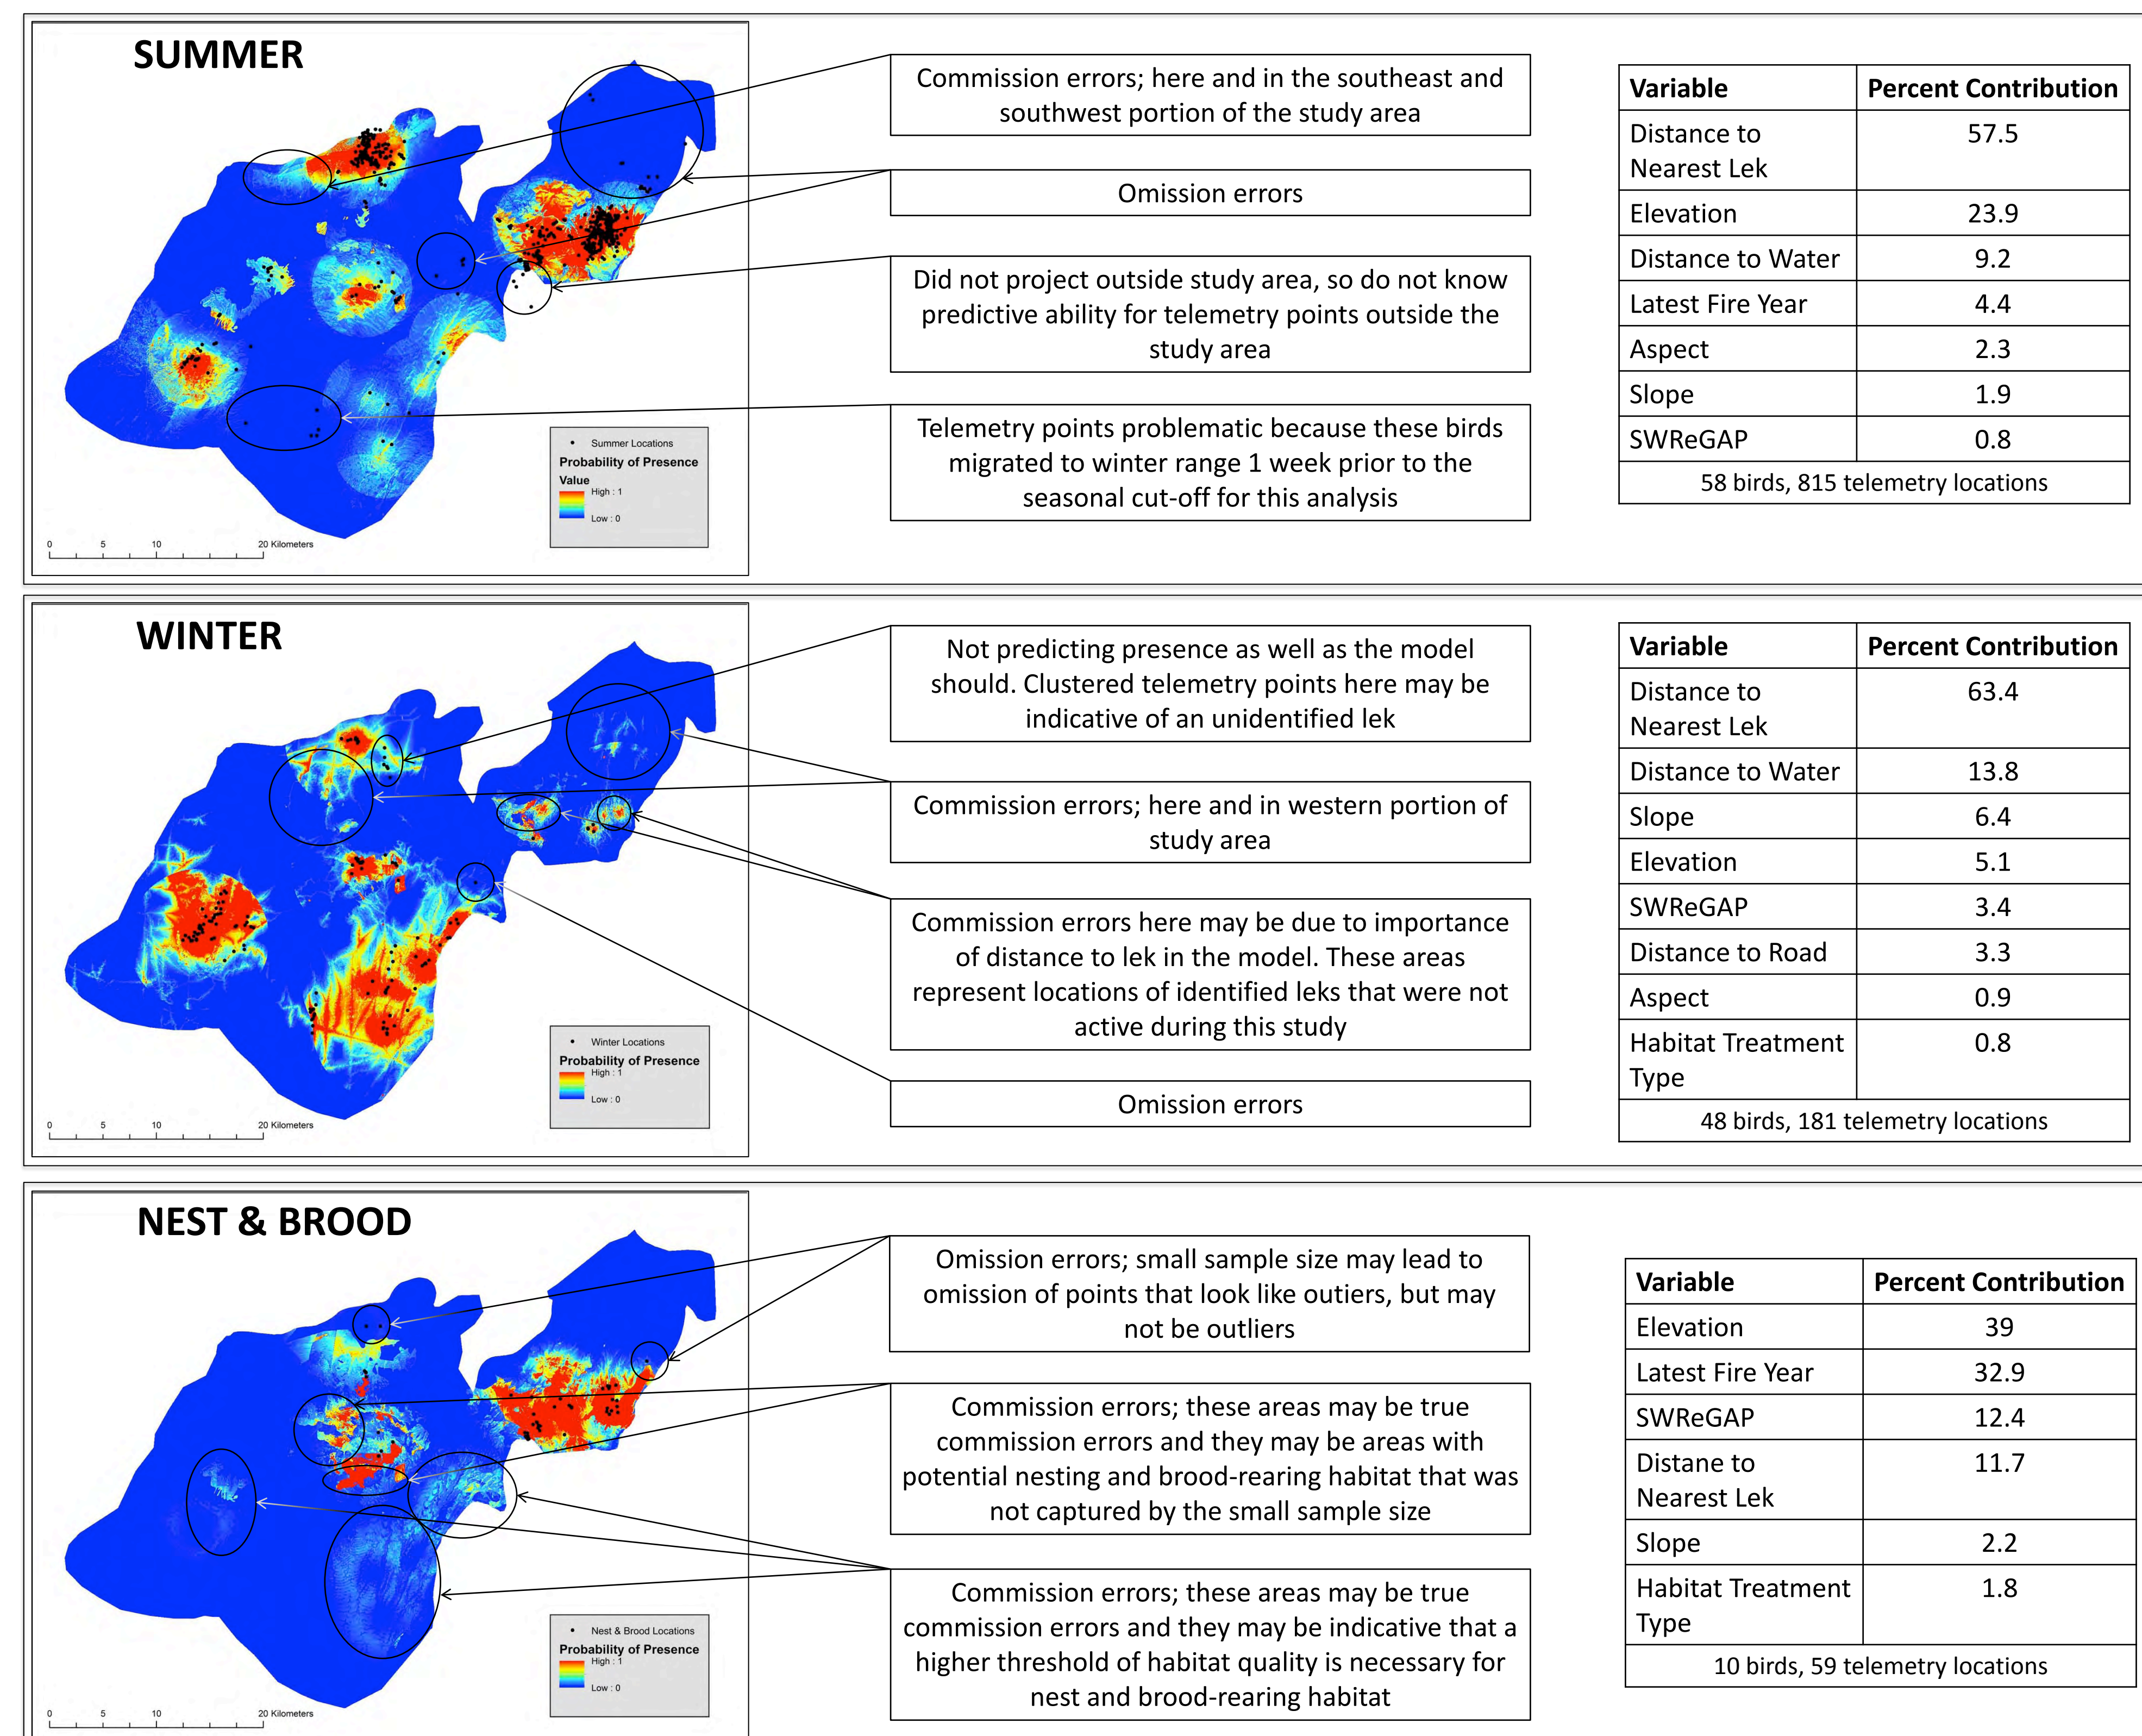 SUMMER
Commission errors; here and in the southeast and
southwest portion of the study area
Omission errors
Did not project outside study area, so do not know
predictive ability for telemetry points outside the
study area
Telemetry points problematic because these birds
migrated to winter range 1 week prior to the
seasonal cut-off for this analysis
Summer Locations
Probability of Presence
Value
High : 1
Low : 0
0 5 10 20 Kilometers
Variable Percent Contribution
Distance to 57.5
Nearest Lek
Elevation 23.9
Distance to Water 9.2
Latest Fire Year 4.4
Aspect 2.3
Slope 1.9
SWReGAP 0.8
58 birds, 815 telemetry locations
WINTER
Not predicting presence as well as the model
should. Clustered telemetry points here may be
indicative of an unidentified lek
Commission errors; here and in western portion of
study area
Commission errors here may be due to importance
of distance to lek in the model. These areas
represent locations of identified leks that were not
active during this study
Omission errors
Winter Locations
Probability of Presence
High : 1
Low : 0
0 5 10 20 Kilometers
Variable Percent Contribution
Distance to 63.4
Nearest Lek
Distance to Water 13.8
Slope 6.4
Elevation 5.1
SWReGAP 3.4
Distance to Road 3.3
Aspect 0.9
Habitat Treatment 0.8
Type
48 birds, 181 telemetry locations
NEST & BROOD
Omission errors; small sample size may lead to
omission of points that look like outiers, but may
not be outliers
Commission errors; these areas may be true
commission errors and they may be areas with
potential nesting and brood-rearing habitat that was
not captured by the small sample size
Commission errors; these areas may be true
commission errors and they may be indicative that a
higher threshold of habitat quality is necessary for
nest and brood-rearing habitat
Nest & Brood Locations
Probability of Presence
High : 1
Low : 0
0 5 10 20 Kilometers
Variable Percent Contribution
Elevation 39
Latest Fire Year 32.9
SWReGAP 12.4
Distane to 11.7
Nearest Lek
Slope 2.2
Habitat Treatment 1.8
Type
10 birds, 59 telemetry locations